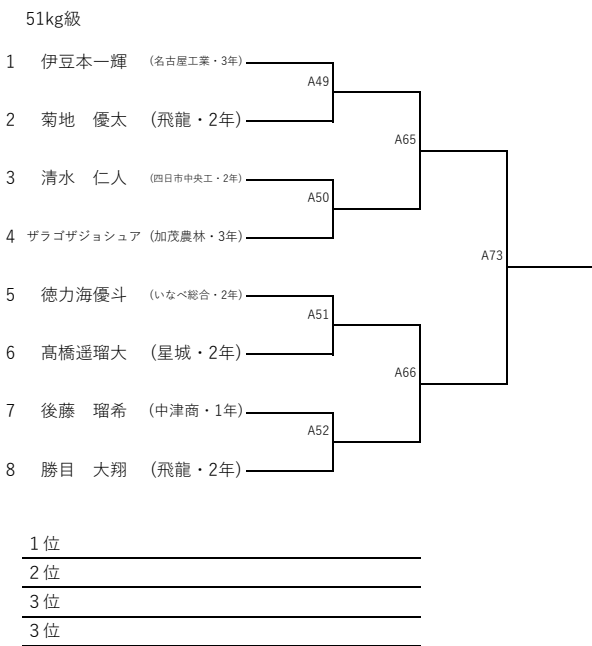 51kg級
1 伊豆本一輝 (名古屋工業・3年)
A49
2 菊地 優太 (飛龍・2年)
A65
3 清水 仁人 (四日市中央工・2年)
A50
4 ザラゴザジョシュア (加茂農林・3年)
A73
5 徳力海優斗 (いなべ総合・2年)
A51
6 髙橋遥瑠大 (星城・2年)
A66
7 後藤 瑠希 (中津商・1年)
A52
8 勝目 大翔 (飛龍・2年)
1位
2位
3位
3位